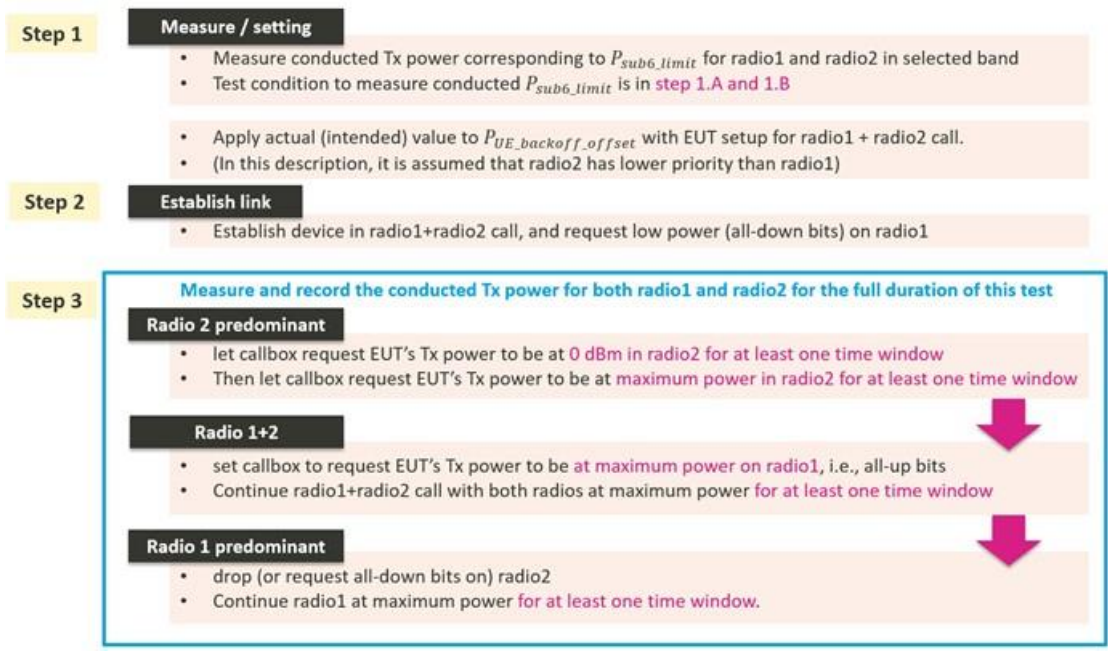 Step 1
Measure / setting
• Measure conducted Tx power corresponding to P_sub6_limit for radio1 and radio2 in selected band
• Test condition to measure conducted P_sub6_limit is in step 1.A and 1.B
• Apply actual (intended) value to P_UE_backoff_offset with EUT setup for radio1 + radio2 call.
• (In this description, it is assumed that radio2 has lower priority than radio1)
Step 2
Establish link
• Establish device in radio1+radio2 call, and request low power (all-down bits) on radio1
Step 3
Measure and record the conducted Tx power for both radio1 and radio2 for the full duration of this test
Radio 2 predominant
• let callbox request EUT's Tx power to be at 0 dBm in radio2 for at least one time window
• Then let callbox request EUT's Tx power to be at maximum power in radio2 for at least one time window
Radio 1+2
• set callbox to request EUT's Tx power to be at maximum power on radio1, i.e., all-up bits
• Continue radio1+radio2 call with both radios at maximum power for at least one time window
Radio 1 predominant
• drop (or request all-down bits on) radio2
• Continue radio1 at maximum power for at least one time window.